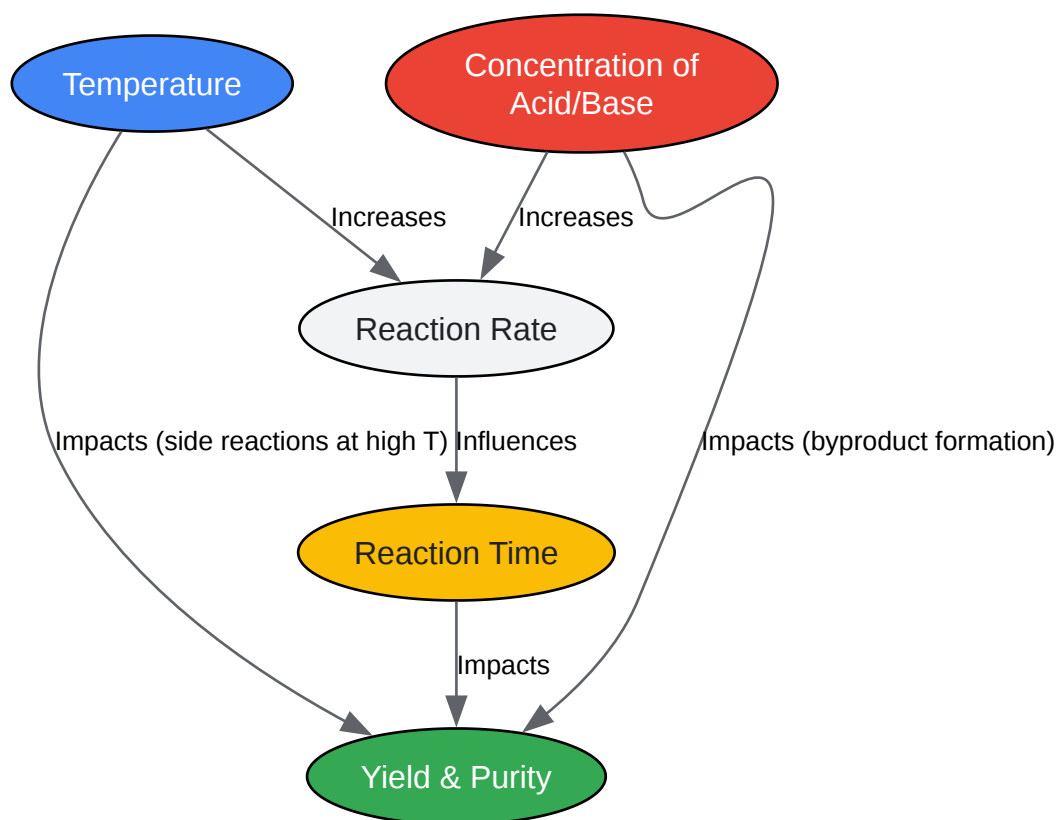 Temperature
Concentration of
Acid/Base
Increases
Increases
Reaction Rate
Impacts (side reactions at high T)
Influences
Impacts (byproduct formation)
Reaction Time
Impacts
Yield & Purity